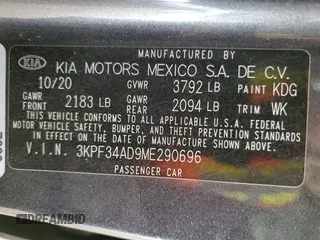 MANUFACTURED BY
KIA KIA MOTORS MEXICO S.A. DE C.V.
10/20 GVWR 3792 LB PAINT KDG
GAWR FRONT 2183 LB GAWR REAR 2094 LB TRIM WK
THIS VEHICLE CONFORMS TO ALL APPLICABLE
U.S. FEDERAL MOTOR VEHICLE SAFETY, BUMPER,
AND THEFT PREVENTION STANDARDS IN EFFECT
ON THE DATE OF MANUFACTURE SHOWN ABOVE.
V.I.N. 3KPF34AD9ME290696
PASSENGER CAR
© DREAMBID